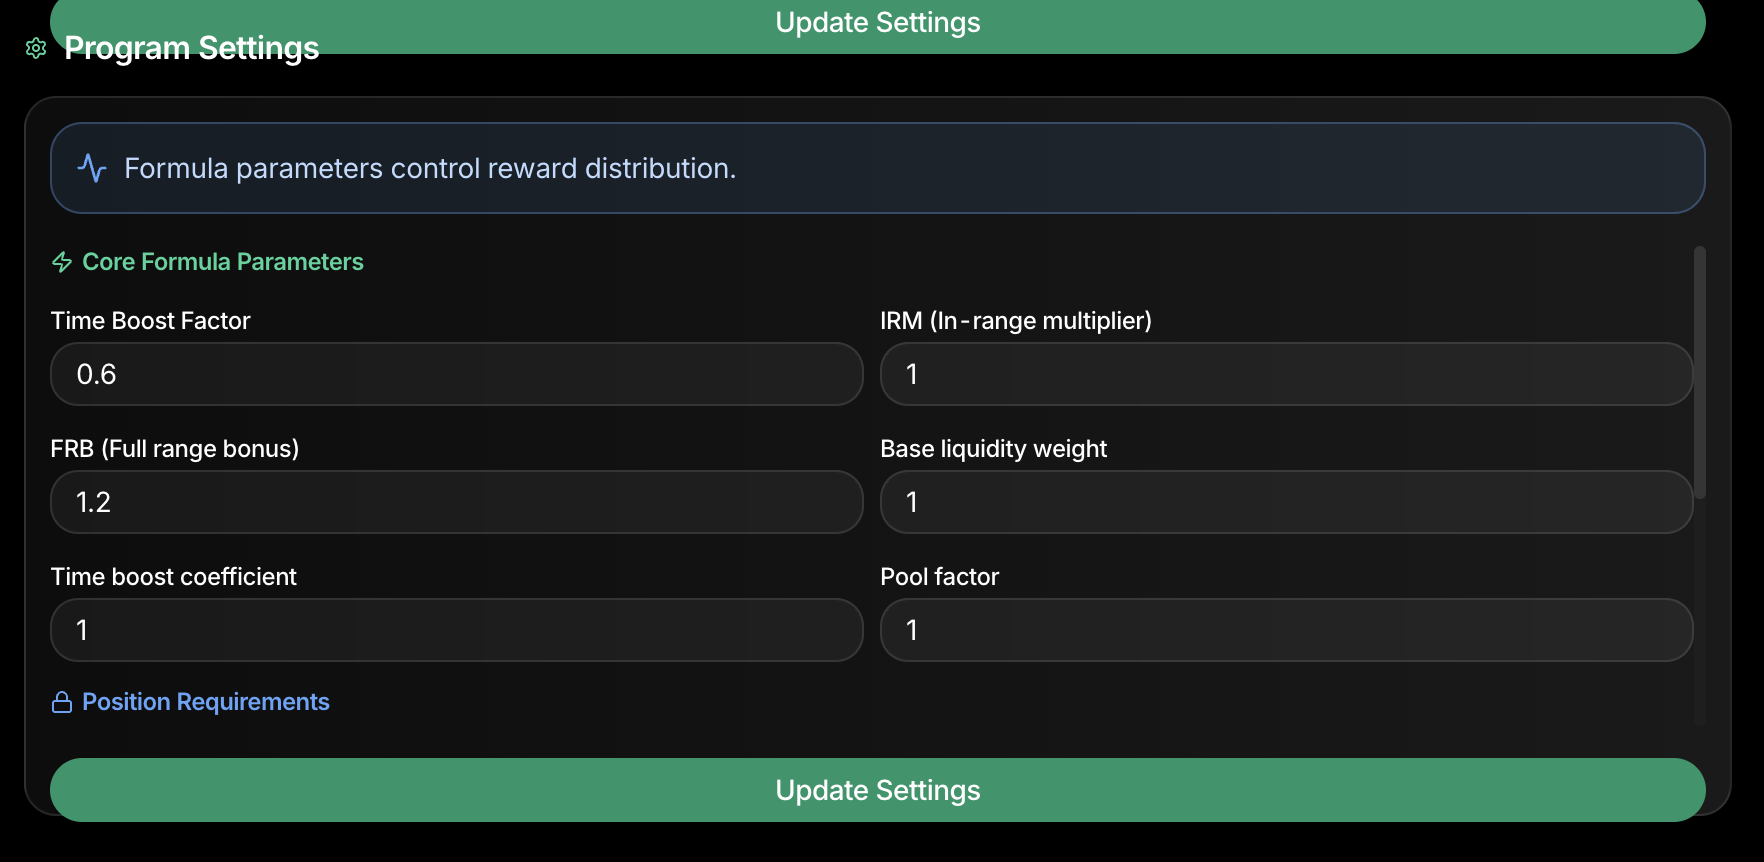 Update Settings
Program Settings
Formula parameters control reward distribution.
Core Formula Parameters
Time Boost Factor
0.6
IRM (In-range multiplier)
1
FRB (Full range bonus)
1.2
Base liquidity weight
1
Time boost coefficient
1
Pool factor
1
Position Requirements
Update Settings